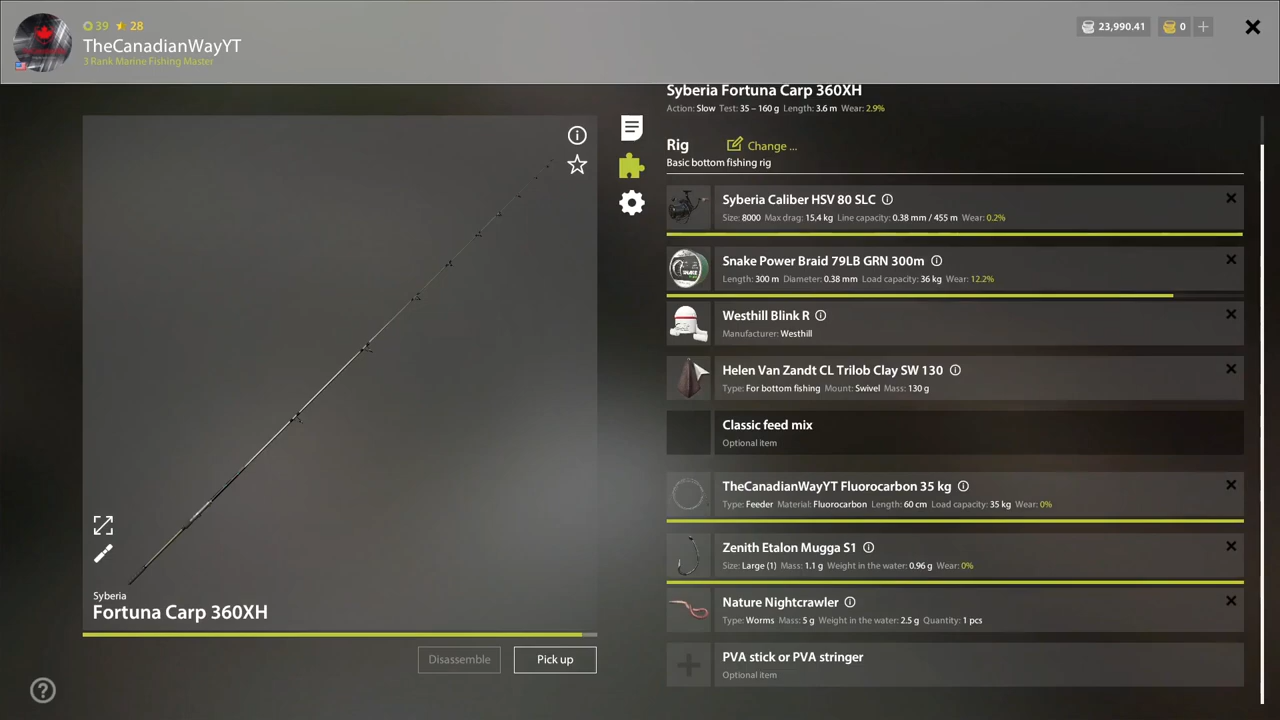 39 28
TheCanadianWayYT
3 Rank Marine Fishing Master
23,990.41
0
Syberia Fortuna Carp 360XH
Action: Slow Test: 35 – 160 g Length: 3.6 m Wear: 2.9%
Rig
Change ...
Basic bottom fishing rig
Syberia Caliber HSV 80 SLC
Size: 8000 Max drag: 15.4 kg Line capacity: 0.38 mm / 455 m Wear: 0.2%
Snake Power Braid 79LB GRN 300m
Length: 300 m Diameter: 0.38 mm Load capacity: 36 kg Wear: 12.2%
Westhill Blink R
Manufacturer: Westhill
Helen Van Zandt CL Trilob Clay SW 130
Type: For bottom fishing Mount: Swivel Mass: 130 g
Classic feed mix
Optional item
TheCanadianWayYT Fluorocarbon 35 kg
Type: Feeder Material: Fluorocarbon Length: 60 cm Load capacity: 35 kg Wear: 0%
Zenith Etalon Mugga S1
Size: Large (1) Mass: 1.1 g Weight in the water: 0.96 g Wear: 0%
Nature Nightcrawler
Type: Worms Mass: 5 g Weight in the water: 2.5 g Quantity: 1 pcs
PVA stick or PVA stringer
Optional item
Syberia
Fortuna Carp 360XH
Disassemble
Pick up